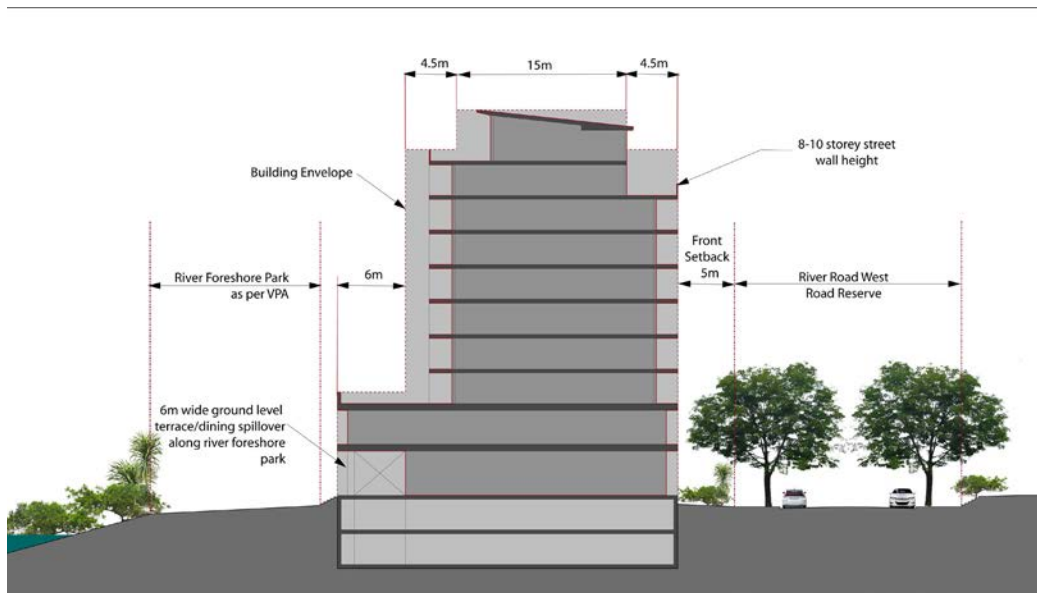 4.5m
15m
4.5m
8-10 storey street
wall height
Building Envelope
River Foreshore Park
as per VPA
6m
Front
Setback
5m
River Road West
Road Reserve
6m wide ground level
terrace/dining spillover
along river foreshore
park